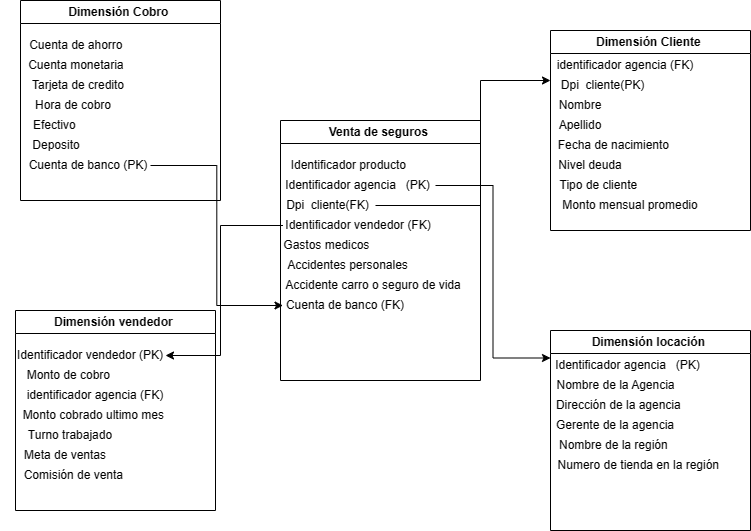 Dimensión Cobro
Cuenta de ahorro
Cuenta monetaria
Tarjeta de credito
Hora de cobro
Efectivo
Deposito
Cuenta de banco (PK)
Dimensión Cliente
identificador agencia (FK)
Dpi cliente(PK)
Nombre
Apellido
Fecha de nacimiento
Nivel deuda
Tipo de cliente
Monto mensual promedio
Venta de seguros
Identificador producto
Identificador agencia (PK)
Dpi cliente(FK)
Identificador vendedor (FK)
Gastos medicos
Accidentes personales
Accidente carro o seguro de vida
Cuenta de banco (FK)
Dimensión vendedor
Identificador vendedor (PK)
Monto de cobro
identificador agencia (FK)
Monto cobrado ultimo mes
Turno trabajado
Meta de ventas
Comisión de venta
Dimensión locación
Identificador agencia (PK)
Nombre de la Agencia
Dirección de la agencia
Gerente de la agencia
Nombre de la región
Numero de tienda en la región